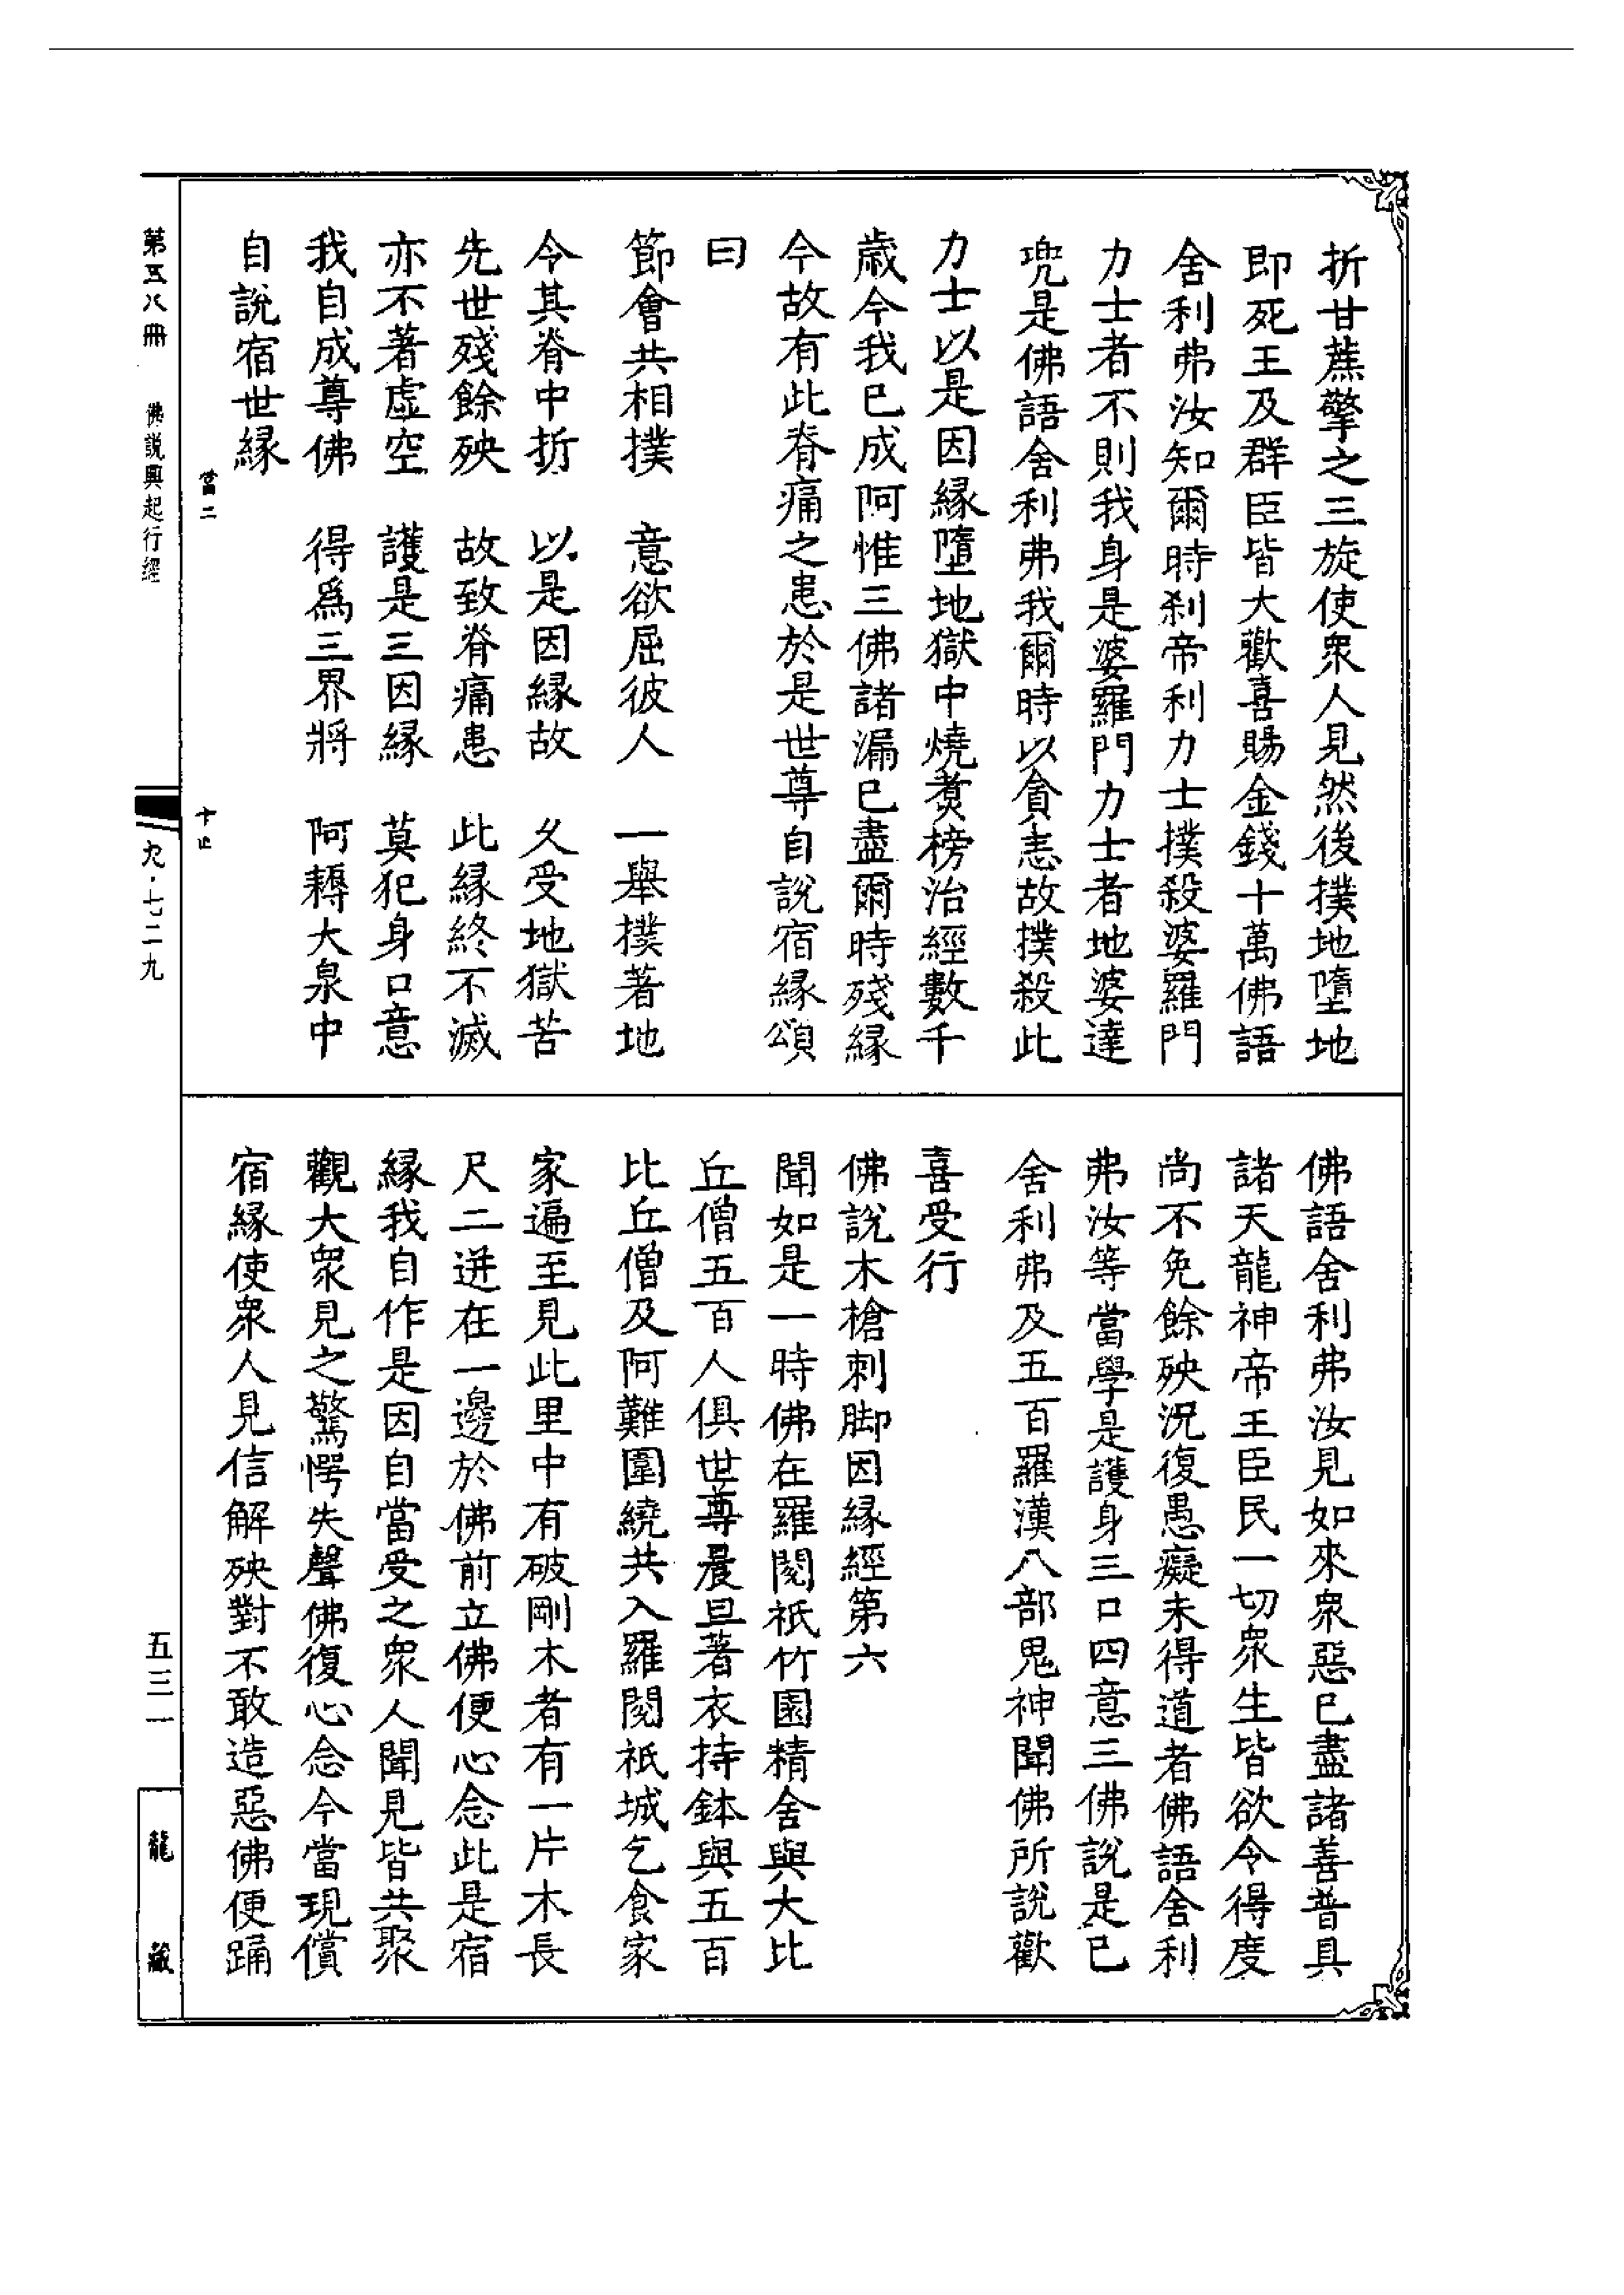 折甘蔗擎之三旋使衆人見然後撲地墮地
即死王及群臣皆大歡喜賜金錢十萬佛語
舍利弗汝知爾時刹帝利力士撲殺婆羅門
力士者不則我身是婆羅門力士者地婆達
兠是佛語舍利弗我爾時以貪恚故撲殺此
力士以是因緣墮地獄中燒煑榜治經數千
歲今我已成阿惟三佛諸漏已盡爾時殘緣
今故有此脊痛之患於是世尊自說宿緣頌
曰
節會共相撲　意欲屈彼人　一舉撲著地
令其脊中折　以是因緣故　久受地獄苦
先世殘餘殃　故致脊痛患　此緣終不滅
亦不著虛空　護是三因緣　莫犯身口意
我自成尊佛　得爲三界將　阿耨大泉中
自說宿世緣
當二　十止
佛語舍利弗汝見如來衆惡已盡諸善普具
諸天龍神帝王臣民一切衆生皆欲令得度
尚不免餘殃況復愚癡未得道者佛語舍利
弗汝等當學是護身三口四意三佛說是已
舍利弗及五百羅漢八部鬼神聞佛所說歡
喜受行
佛說木槍刺脚因緣經第六
聞如是一時佛在羅閱祇竹園精舍與大比
丘僧五百人俱世尊晨旦著衣持鉢與五百
比丘僧及阿難圍繞共入羅閱祇城乞食家
家遍至見此里中有破剛木者有一片木長
尺二迸在一邊於佛前立佛便心念此是宿
緣我自作是因自當受之衆人聞見皆共聚
觀大衆見之驚愕失聲佛復心念今當現償
宿緣使衆人見信解殃對不敢造惡佛便踊
第五八冊　佛說興起行經　九·七二九　五三一　龍藏